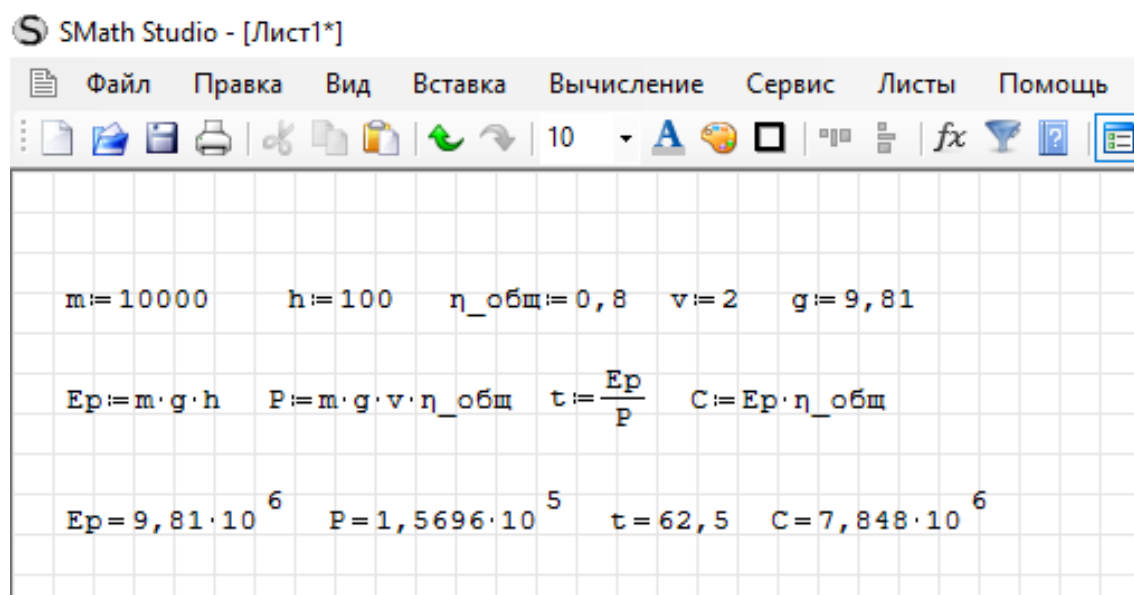 SMath Studio - [Лист1*]
Файл Правка Вид Вставка Вычисление Сервис Листы Помощь
10 A fx ?
m:=10000 h:=100 η_общ:=0,8 v:=2 g:=9,81
Ep:=m·g·h P:=m·g·v·η_общ t:=Ep/P C:=Ep·η_общ
Ep=9,81·10^6 P=1,5696·10^5 t=62,5 C=7,848·10^6